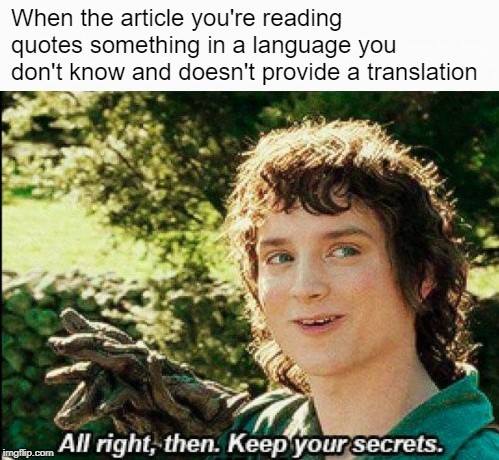 When the article you're reading
quotes something in a language you
don't know and doesn't provide a translation
All right, then. Keep your secrets.
imgflip.com